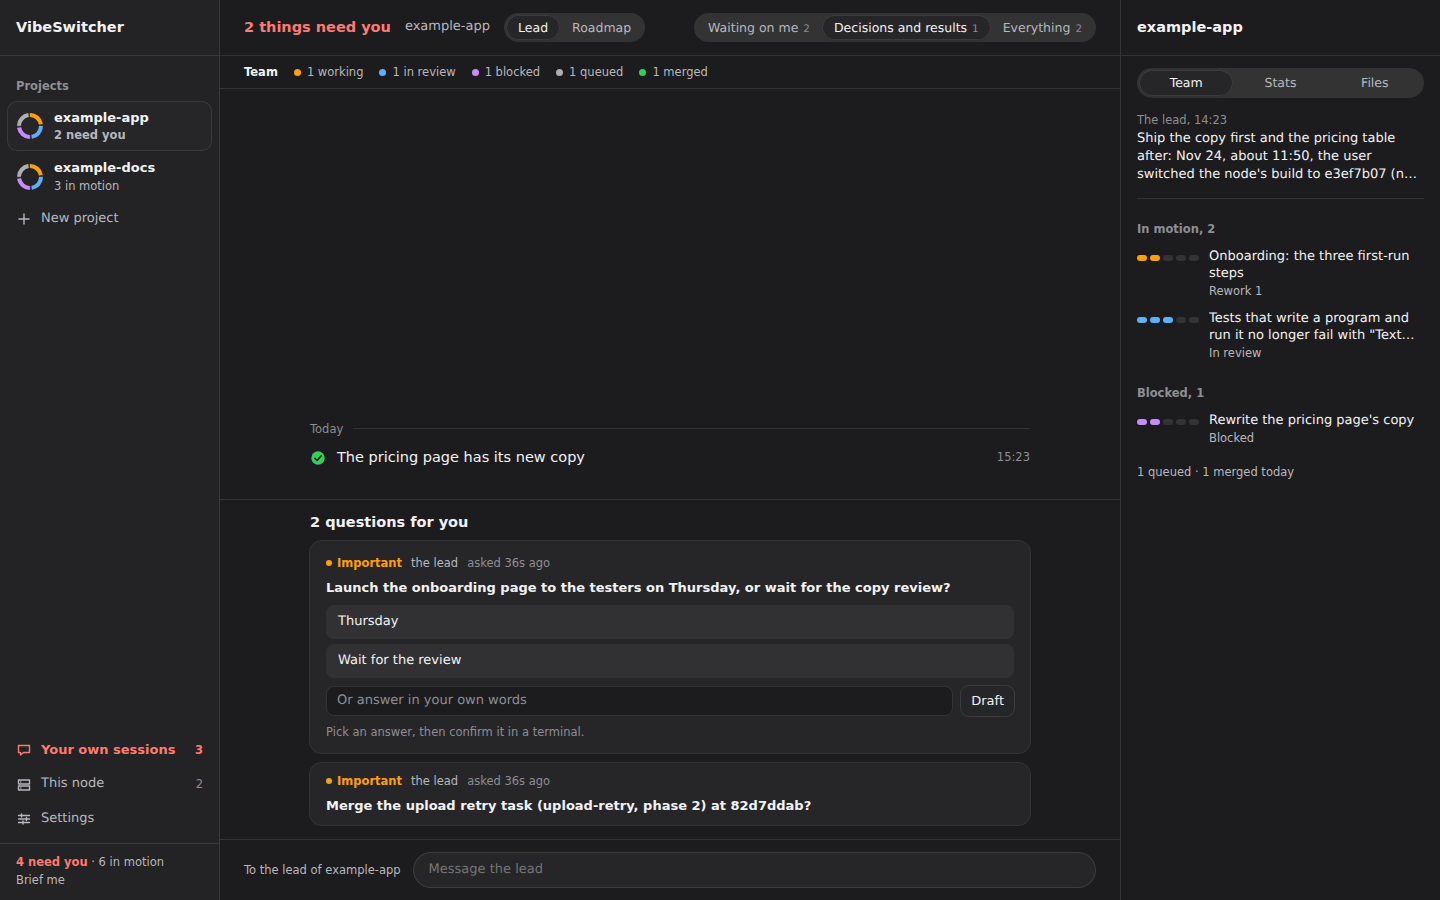 VibeSwitcher
Projects
example-app
2 need you
example-docs
3 in motion
New project
Your own sessions 3
This node 2
Settings
4 need you · 6 in motion
Brief me
2 things need you example-app Lead Roadmap Waiting on me 2 Decisions and results 1 Everything 2
Team 1 working 1 in review 1 blocked 1 queued 1 merged
Today
The pricing page has its new copy 15:23
2 questions for you
Important the lead asked 36s ago
Launch the onboarding page to the testers on Thursday, or wait for the copy review?
Thursday
Wait for the review
Or answer in your own words Draft
Pick an answer, then confirm it in a terminal.
Important the lead asked 36s ago
Merge the upload retry task (upload-retry, phase 2) at 82d7ddab?
To the lead of example-app Message the lead
example-app
Team Stats Files
The lead, 14:23
Ship the copy first and the pricing table
after: Nov 24, about 11:50, the user
switched the node's build to e3ef7b07 (n…
In motion, 2
Onboarding: the three first-run
steps
Rework 1
Tests that write a program and
run it no longer fail with "Text…
In review
Blocked, 1
Rewrite the pricing page's copy
Blocked
1 queued · 1 merged today